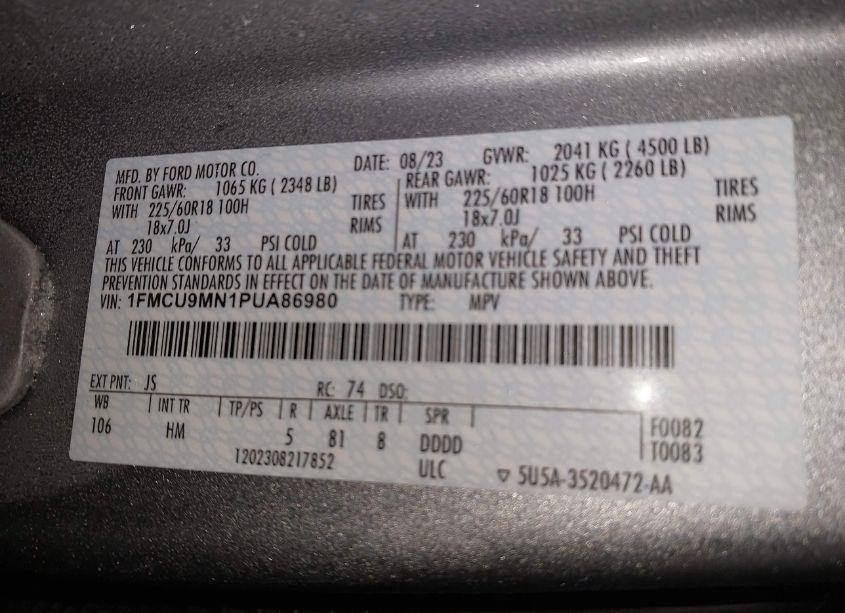 MFD. BY FORD MOTOR CO. DATE: 08/23 GVWR: 2041 KG ( 4500 LB)
FRONT GAWR: 1065 KG ( 2348 LB) REAR GAWR: 1025 KG ( 2260 LB)
WITH 225/60R18 100H TIRES WITH 225/60R18 100H TIRES
18x7.0J RIMS 18x7.0J RIMS
AT 230 kPa/ 33 PSI COLD AT 230 kPa/ 33 PSI COLD
THIS VEHICLE CONFORMS TO ALL APPLICABLE FEDERAL MOTOR VEHICLE SAFETY AND THEFT
PREVENTION STANDARDS IN EFFECT ON THE DATE OF MANUFACTURE SHOWN ABOVE.
VIN: 1FMCU9MN1PUA86980 TYPE: MPV
EXT PNT: JS RC: 74 DSO:
WB INT TR TP/PS R AXLE TR SPR F0082
106 HM 5 81 8 DDDD T0083
1202308217852 ULC 5U5A-3520472-AA